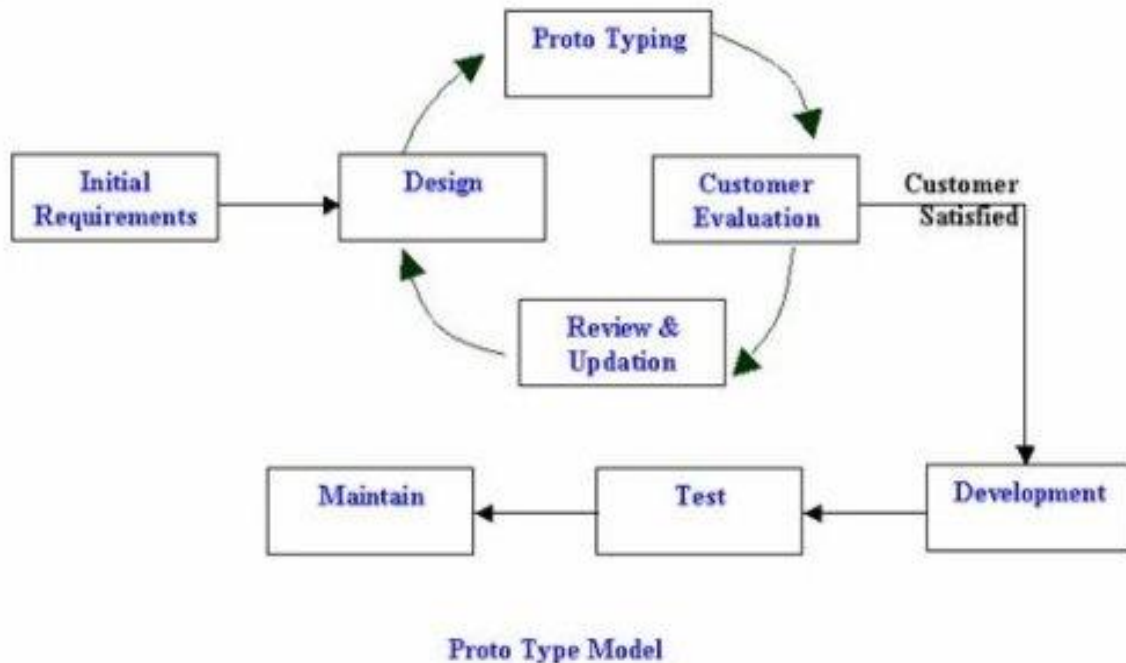 Proto Typing
Initial
Requirements
Design
Customer
Evaluation
Customer
Satisfied
Review &
Updation
Maintain
Test
Development
Proto Type Model